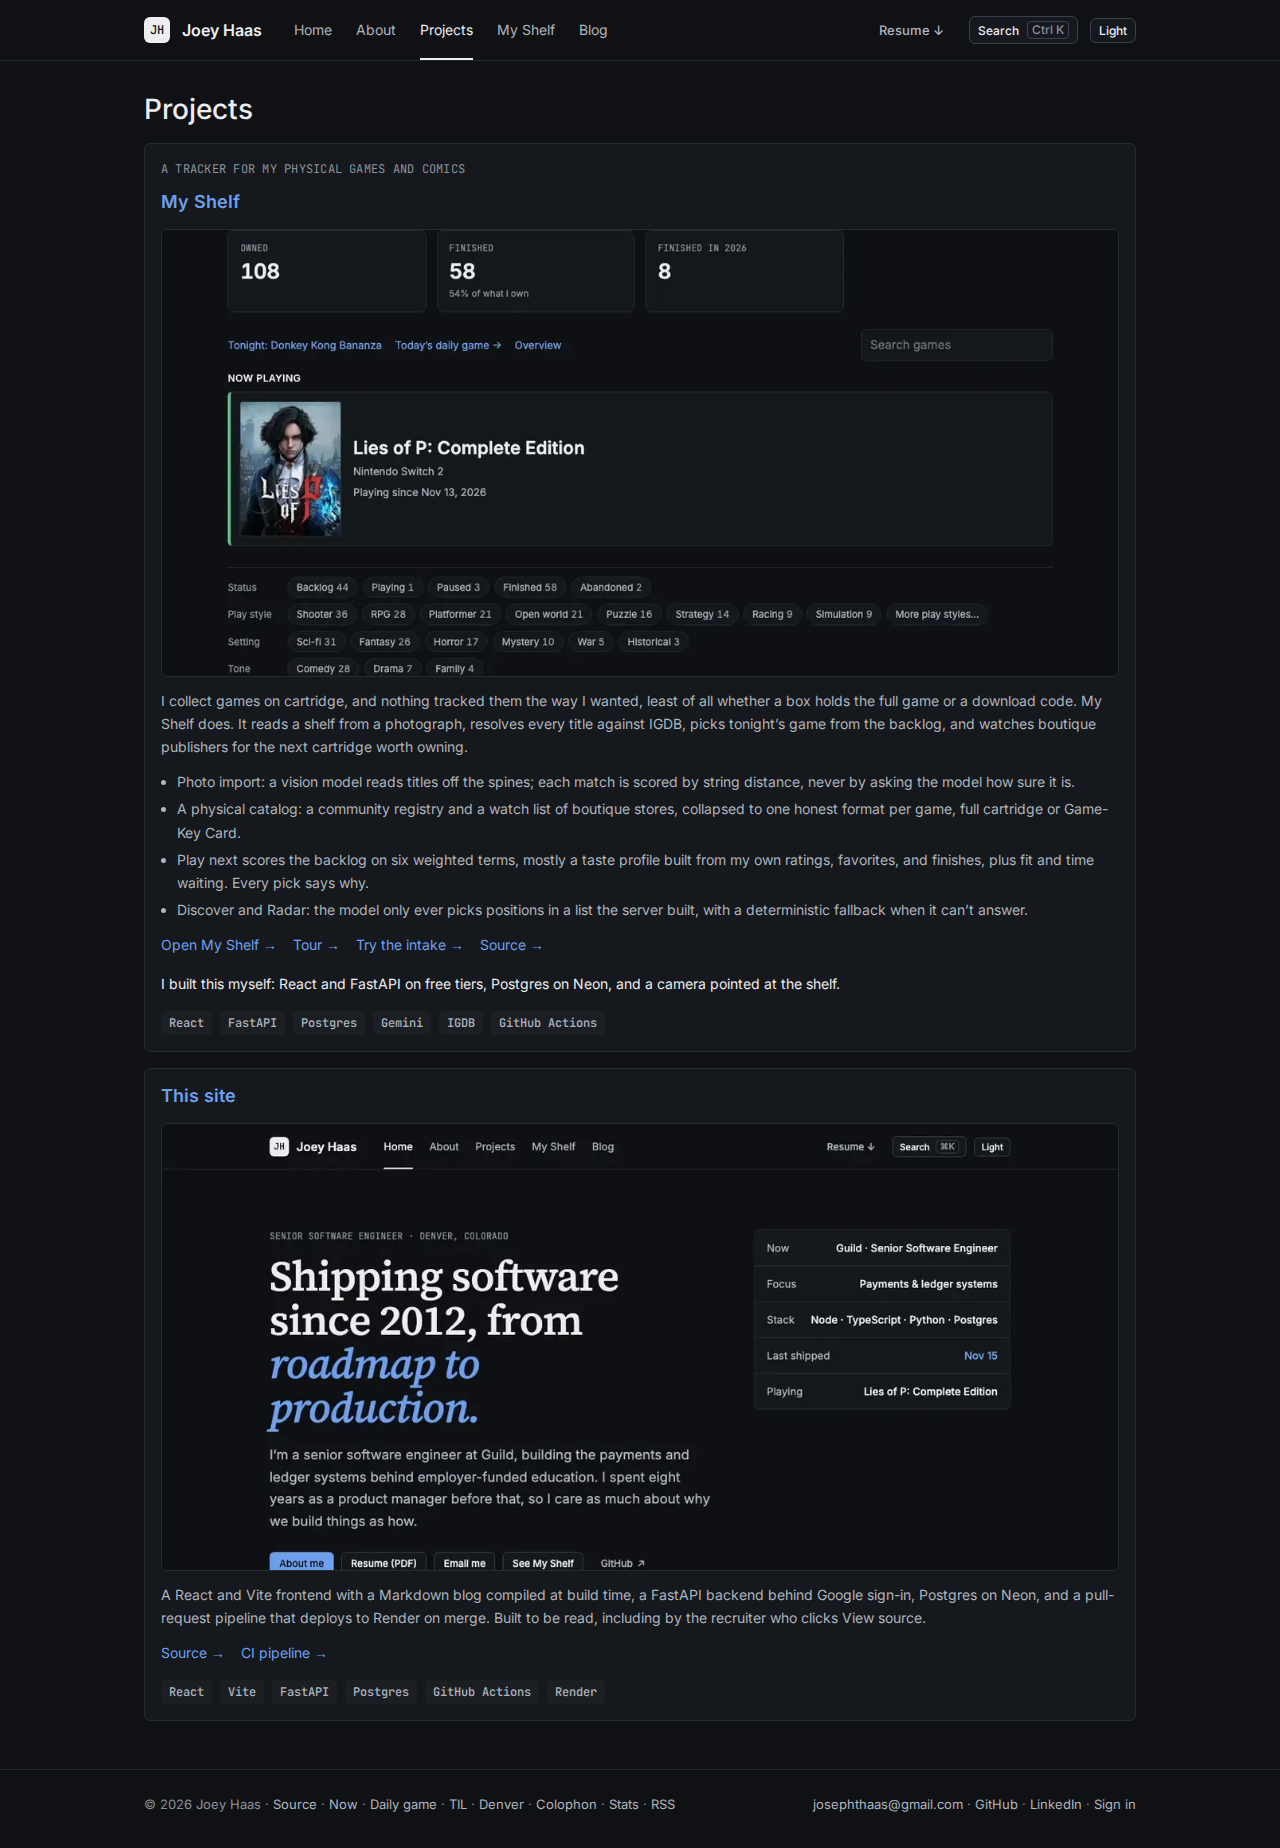 JH Joey Haas Home About Projects My Shelf Blog Resume ↓ Search Ctrl K Light
Projects
A TRACKER FOR MY PHYSICAL GAMES AND COMICS
My Shelf
OWNED FINISHED FINISHED IN 2026
108 58 8
54% of what I own
Tonight: Donkey Kong Bananza Today's daily game → Overview Search games
NOW PLAYING
LIES OF P
Lies of P: Complete Edition
Nintendo Switch 2
Playing since Nov 13, 2026
Status Backlog 44 Playing 1 Paused 3 Finished 58 Abandoned 2
Play style Shooter 36 RPG 28 Platformer 21 Open world 21 Puzzle 16 Strategy 14 Racing 9 Simulation 9 More play styles...
Setting Sci-fi 31 Fantasy 26 Horror 17 Mystery 10 War 5 Historical 3
Tone Comedy 28 Drama 7 Family 4
I collect games on cartridge, and nothing tracked them the way I wanted, least of all whether a box holds the full game or a download code. My
Shelf does. It reads a shelf from a photograph, resolves every title against IGDB, picks tonight’s game from the backlog, and watches boutique
publishers for the next cartridge worth owning.
• Photo import: a vision model reads titles off the spines; each match is scored by string distance, never by asking the model how sure it is.
• A physical catalog: a community registry and a watch list of boutique stores, collapsed to one honest format per game, full cartridge or Game-
Key Card.
• Play next scores the backlog on six weighted terms, mostly a taste profile built from my own ratings, favorites, and finishes, plus fit and time
waiting. Every pick says why.
• Discover and Radar: the model only ever picks positions in a list the server built, with a deterministic fallback when it can’t answer.
Open My Shelf → Tour → Try the intake → Source →
I built this myself: React and FastAPI on free tiers, Postgres on Neon, and a camera pointed at the shelf.
React FastAPI Postgres Gemini IGDB GitHub Actions
This site
JH Joey Haas Home About Projects My Shelf Blog Resume ↓ Search ⌘K Light
SENIOR SOFTWARE ENGINEER · DENVER, COLORADO
Shipping software
since 2012, from
roadmap to
production.
Now Guild · Senior Software Engineer
Focus Payments & ledger systems
Stack Node · TypeScript · Python · Postgres
Last shipped Nov 15
Playing Lies of P: Complete Edition
I’m a senior software engineer at Guild, building the payments and
ledger systems behind employer-funded education. I spent eight
years as a product manager before that, so I care as much about why
we build things as how.
About me Resume (PDF) Email me See My Shelf GitHub ↗
A React and Vite frontend with a Markdown blog compiled at build time, a FastAPI backend behind Google sign-in, Postgres on Neon, and a pull-
request pipeline that deploys to Render on merge. Built to be read, including by the recruiter who clicks View source.
Source → CI pipeline →
React Vite FastAPI Postgres GitHub Actions Render
© 2026 Joey Haas · Source · Now · Daily game · TIL · Denver · Colophon · Stats · RSS josephthaas@gmail.com · GitHub · LinkedIn · Sign in